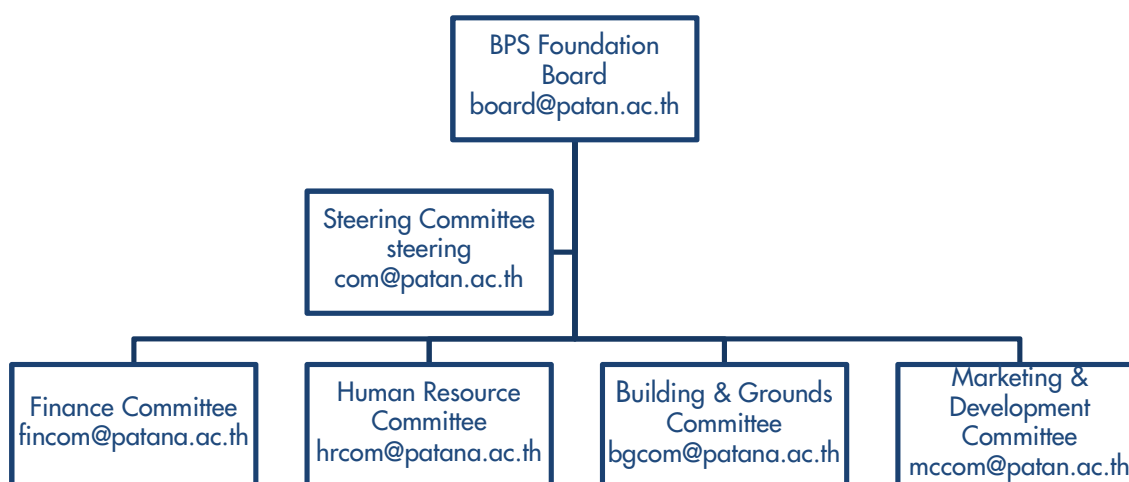 BPS Foundation
Board
board@patan.ac.th
Steering Committee
steering
com@patan.ac.th
Finance Committee
fincom@patana.ac.th
Human Resource
Committee
hrcom@patana.ac.th
Building & Grounds
Committee
bgcom@patana.ac.th
Marketing &
Development
Committee
mccom@patan.ac.th